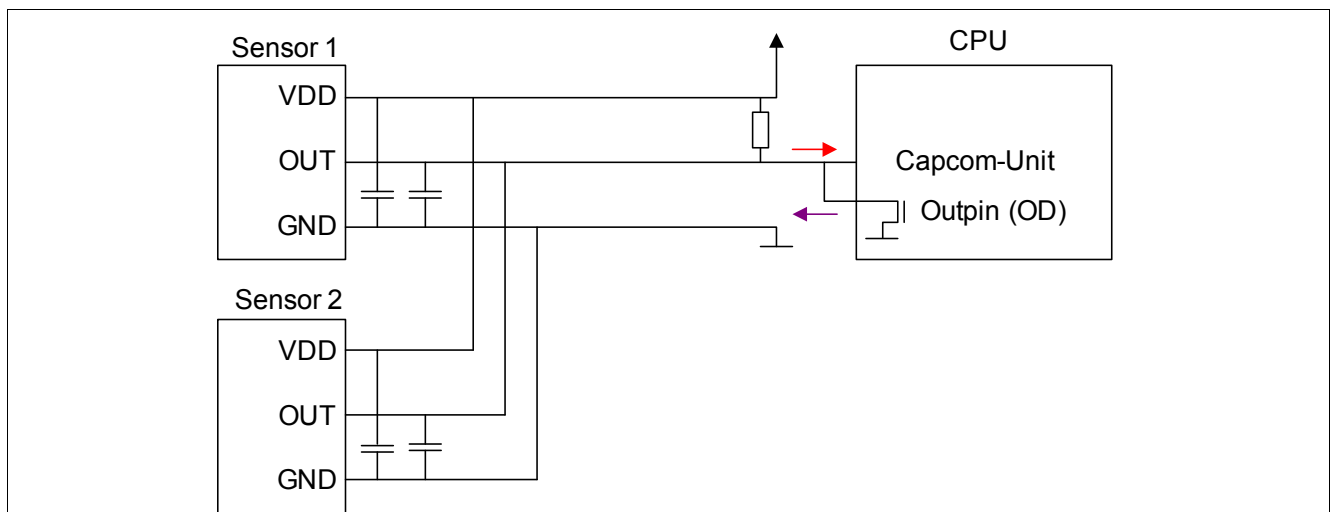 Sensor 1
VDD
OUT
GND
CPU
Capcom-Unit
Outpin (OD)
Sensor 2
VDD
OUT
GND